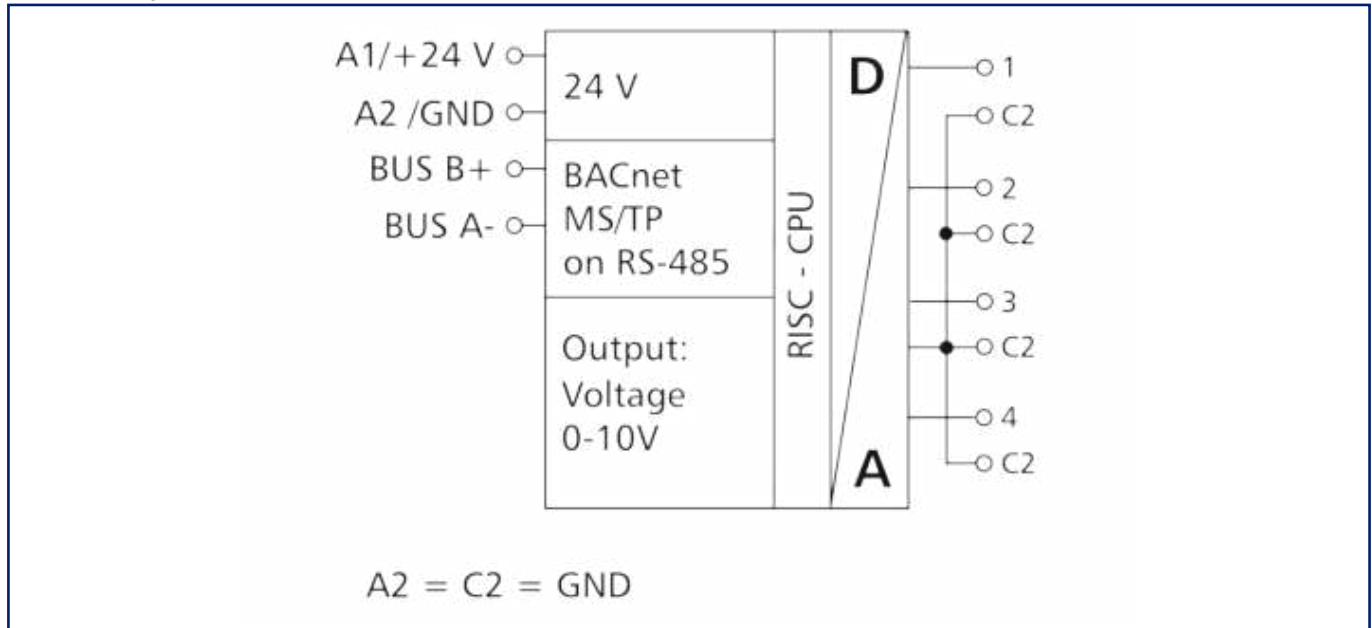 A1/+24 V
A2 /GND
BUS B+
BUS A-
24 V
BACnet
MS/TP
on RS-485
Output:
Voltage
0-10V
RISC - CPU
D
A
1
C2
2
C2
3
C2
4
C2
A2 = C2 = GND